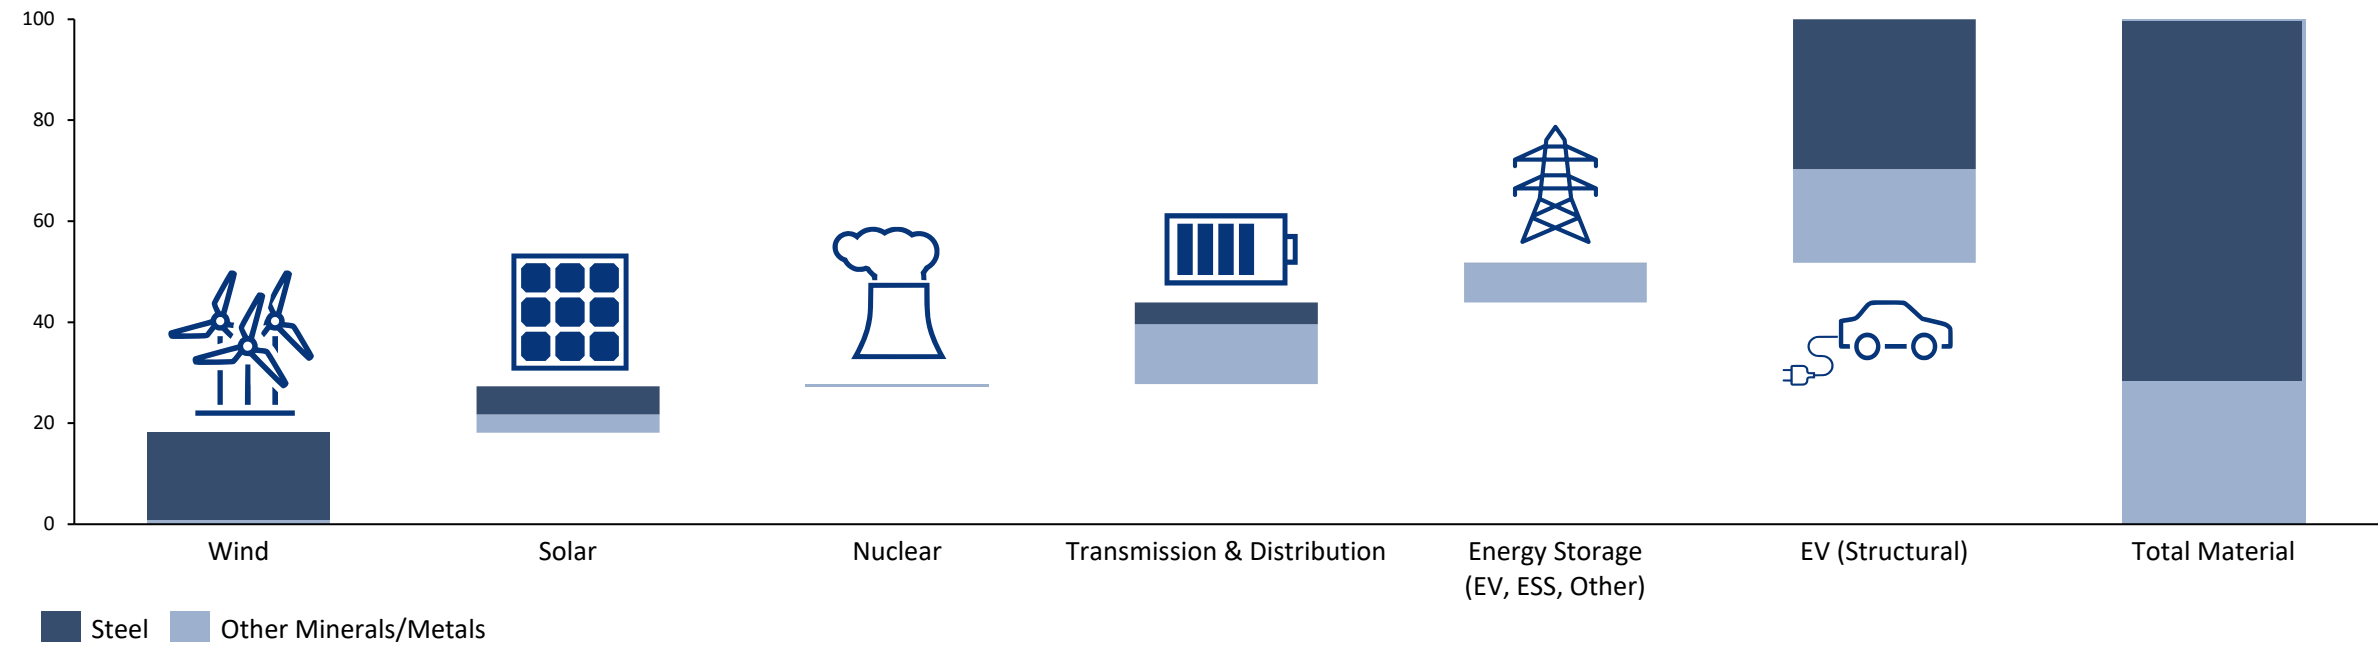 100
80
60
40
20
0
Wind
Solar
Nuclear
Transmission & Distribution
Energy Storage
(EV, ESS, Other)
EV (Structural)
Total Material
Steel
Other Minerals/Metals